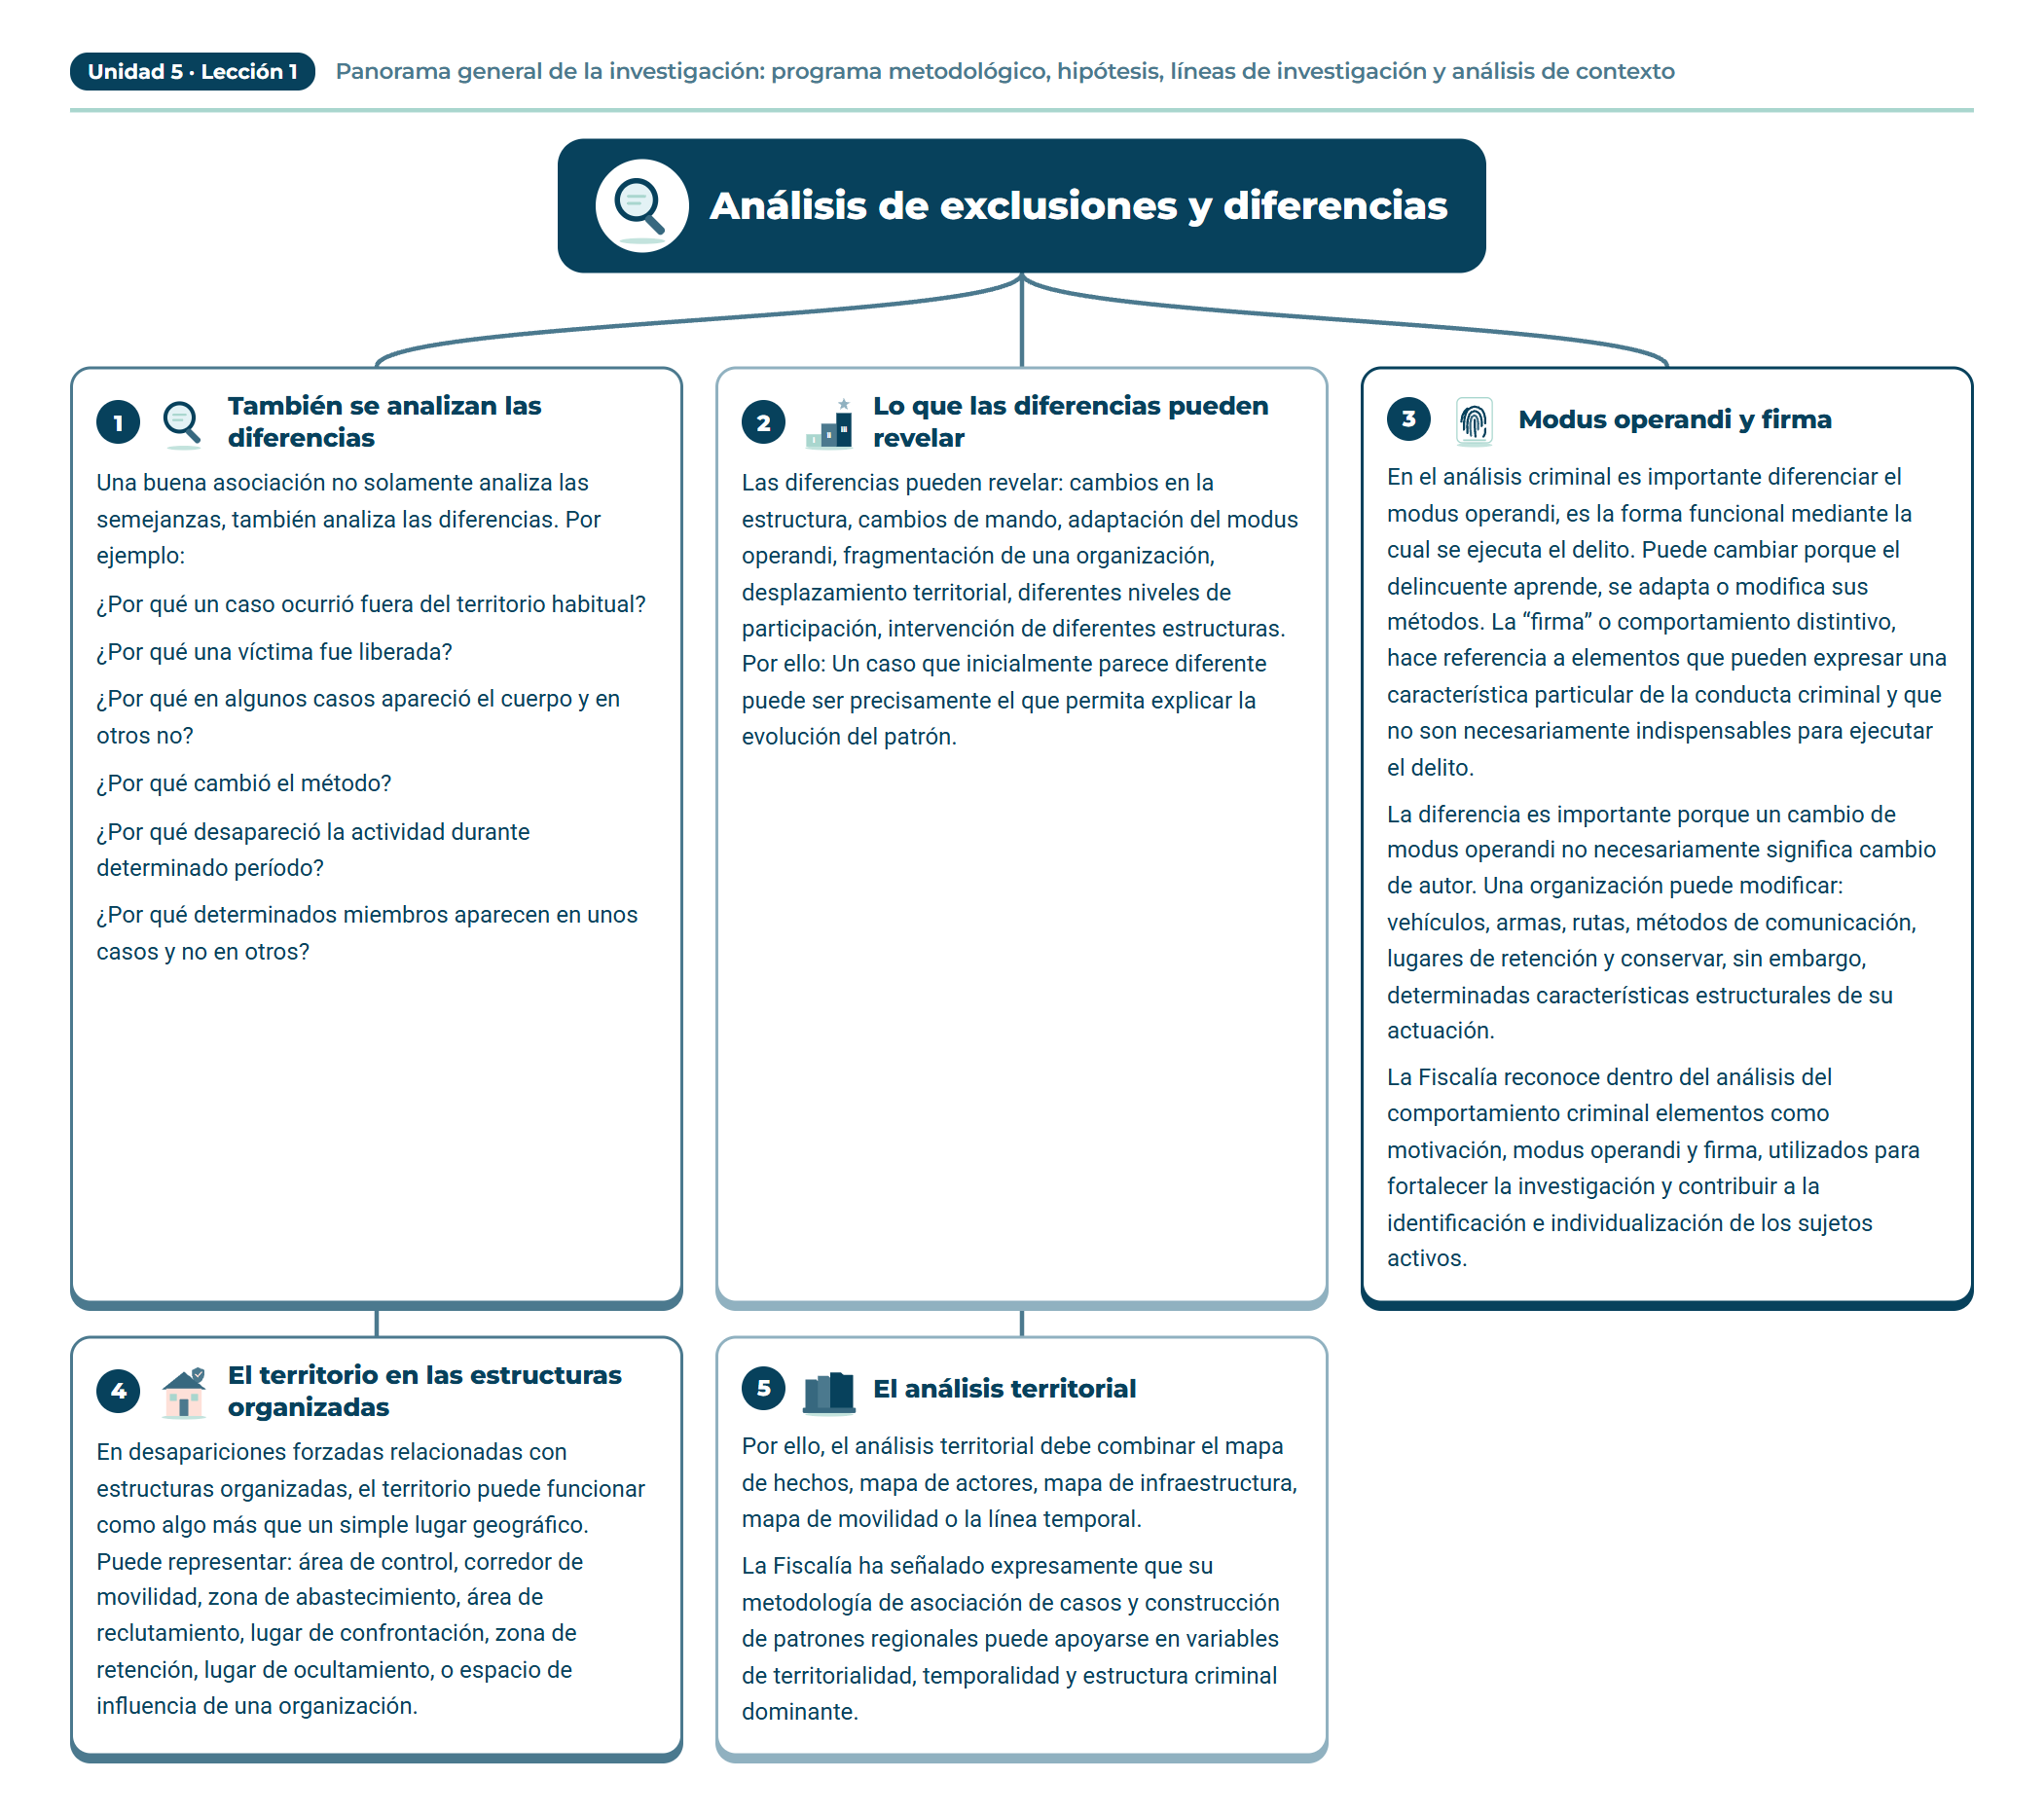 Unidad 5 · Lección 1
Panorama general de la investigación: programa metodológico, hipótesis, líneas de investigación y análisis de contexto
Análisis de exclusiones y diferencias
1
También se analizan las
diferencias
Una buena asociación no solamente analiza las
semejanzas, también analiza las diferencias. Por
ejemplo:
¿Por qué un caso ocurrió fuera del territorio habitual?
¿Por qué una víctima fue liberada?
¿Por qué en algunos casos apareció el cuerpo y en
otros no?
¿Por qué cambió el método?
¿Por qué desapareció la actividad durante
determinado período?
¿Por qué determinados miembros aparecen en unos
casos y no en otros?
2
Lo que las diferencias pueden
revelar
Las diferencias pueden revelar: cambios en la
estructura, cambios de mando, adaptación del modus
operandi, fragmentación de una organización,
desplazamiento territorial, diferentes niveles de
participación, intervención de diferentes estructuras.
Por ello: Un caso que inicialmente parece diferente
puede ser precisamente el que permita explicar la
evolución del patrón.
3
Modus operandi y firma
En el análisis criminal es importante diferenciar el
modus operandi, es la forma funcional mediante la
cual se ejecuta el delito. Puede cambiar porque el
delincuente aprende, se adapta o modifica sus
métodos. La “firma” o comportamiento distintivo,
hace referencia a elementos que pueden expresar una
característica particular de la conducta criminal y que
no son necesariamente indispensables para ejecutar
el delito.
La diferencia es importante porque un cambio de
modus operandi no necesariamente significa cambio
de autor. Una organización puede modificar:
vehículos, armas, rutas, métodos de comunicación,
lugares de retención y conservar, sin embargo,
determinadas características estructurales de su
actuación.
La Fiscalía reconoce dentro del análisis del
comportamiento criminal elementos como
motivación, modus operandi y firma, utilizados para
fortalecer la investigación y contribuir a la
identificación e individualización de los sujetos
activos.
4
El territorio en las estructuras
organizadas
En desapariciones forzadas relacionadas con
estructuras organizadas, el territorio puede funcionar
como algo más que un simple lugar geográfico.
Puede representar: área de control, corredor de
movilidad, zona de abastecimiento, área de
reclutamiento, lugar de confrontación, zona de
retención, lugar de ocultamiento, o espacio de
influencia de una organización.
5
El análisis territorial
Por ello, el análisis territorial debe combinar el mapa
de hechos, mapa de actores, mapa de infraestructura,
mapa de movilidad o la línea temporal.
La Fiscalía ha señalado expresamente que su
metodología de asociación de casos y construcción
de patrones regionales puede apoyarse en variables
de territorialidad, temporalidad y estructura criminal
dominante.